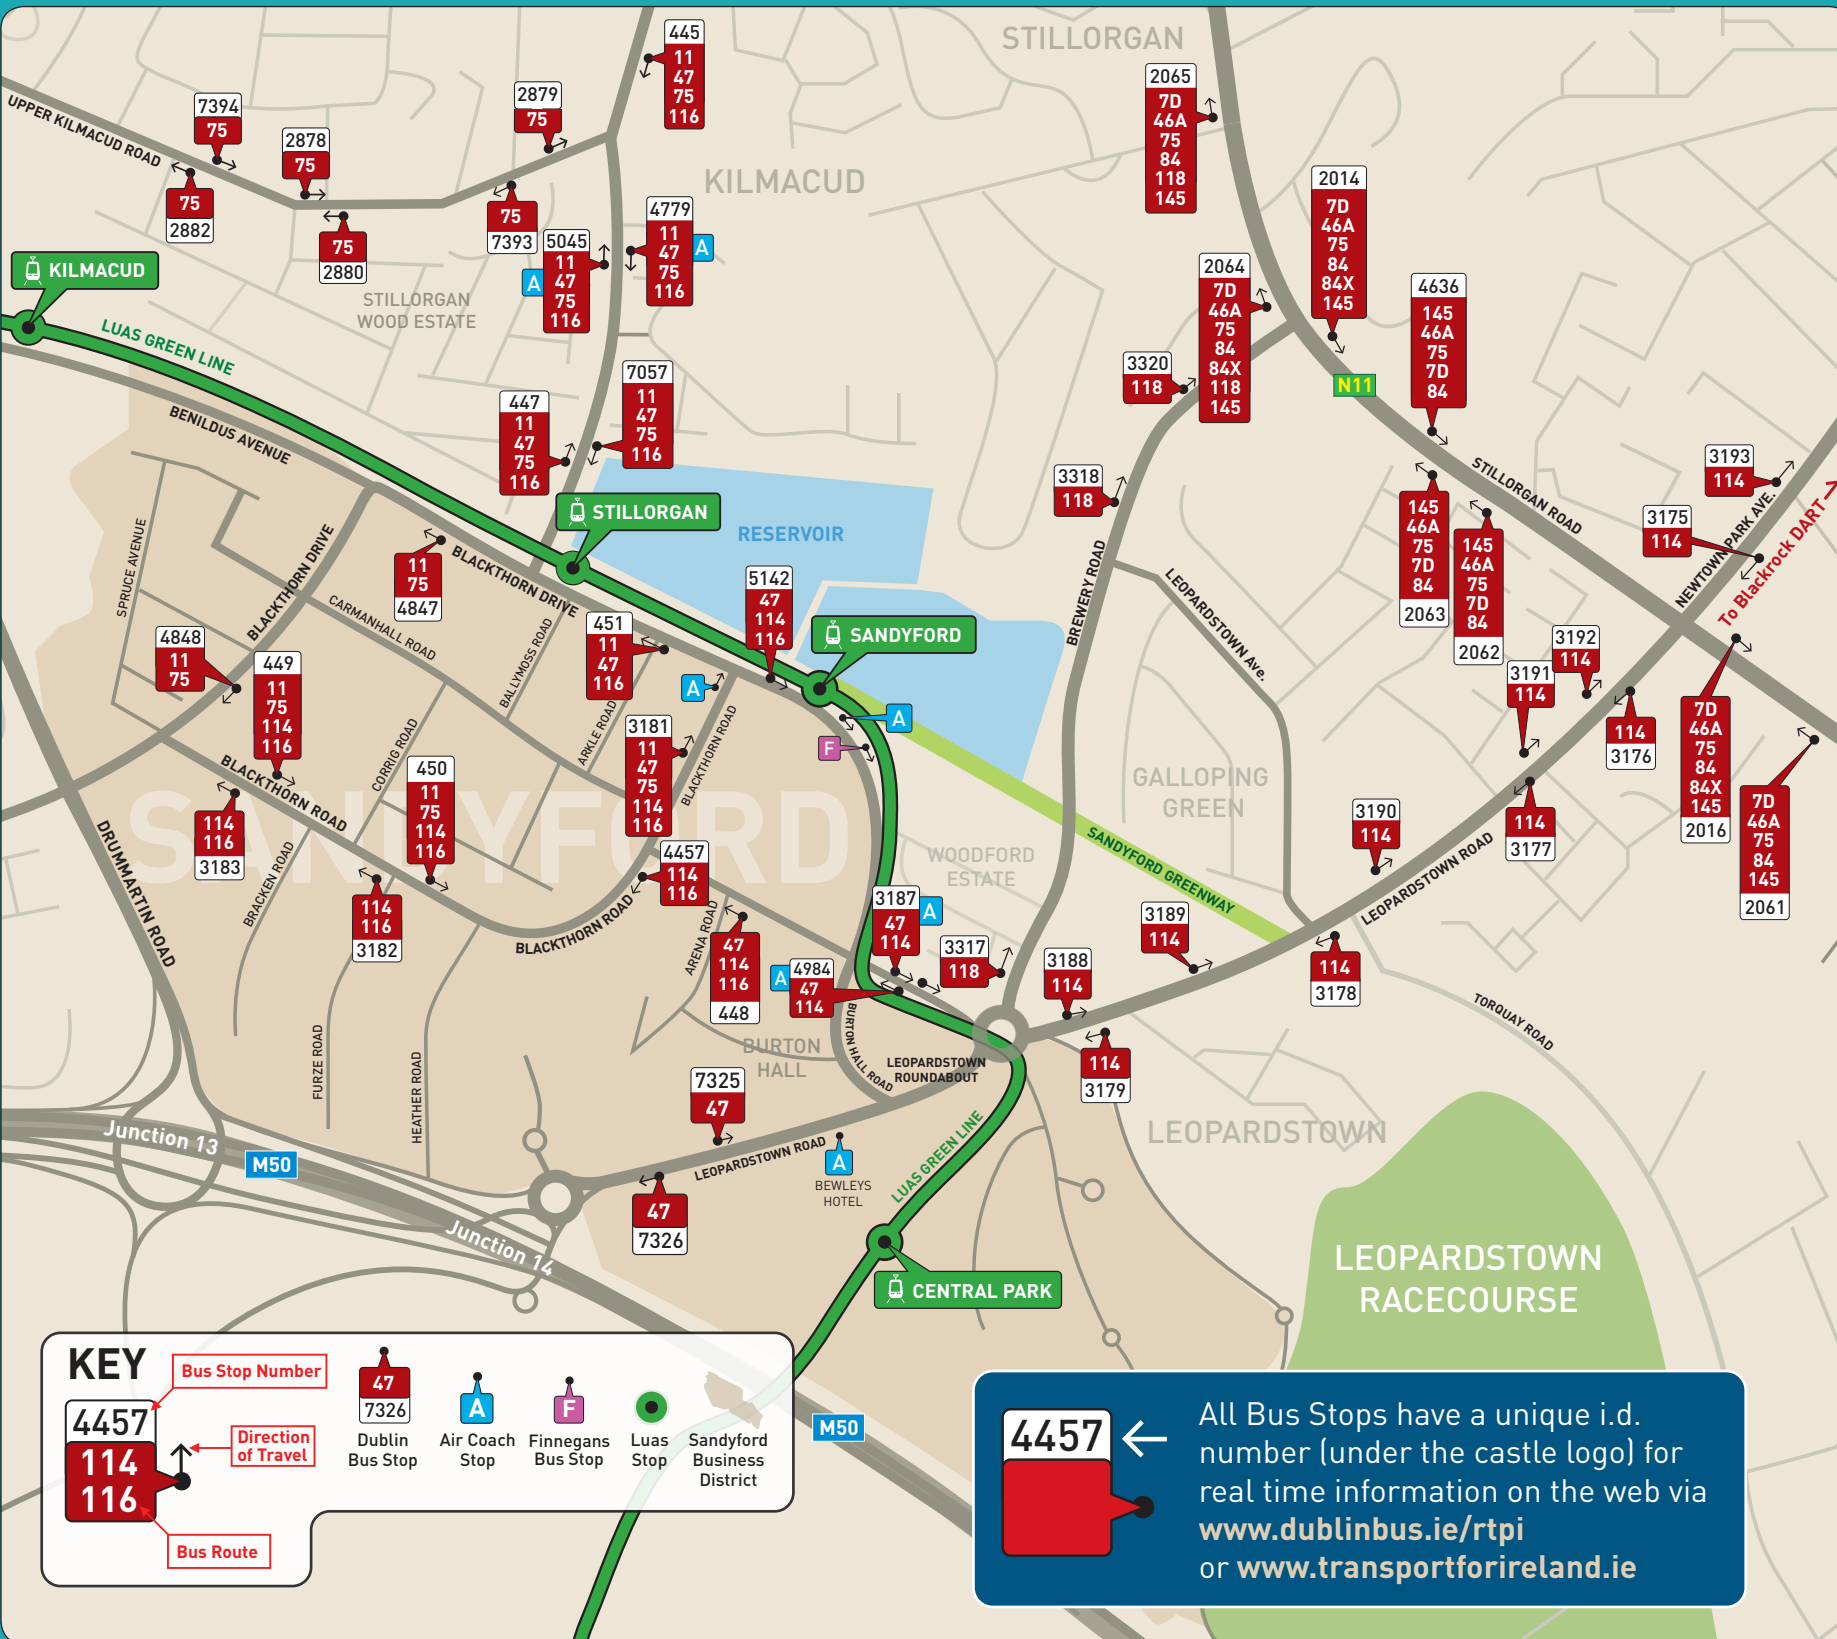 STILLORGAN
445
11
47
75
116
2065
7D
46A
75
84
118
145
UPPER KILMACUD ROAD
7394
75
2878
75
2879
75
KILMACUD
75
2882
75
2880
75
7393
5045
11
47
75
116
A
4779
11
47
75
116
A
2014
7D
46A
75
84
84X
145
2064
7D
46A
75
84
84X
118
145
4636
145
46A
75
7D
84
KILMACUD
STILLORGAN
WOOD ESTATE
LUAS GREEN LINE
BENILDUS AVENUE
447
11
47
75
116
7057
11
47
75
116
3320
118
N11
3318
118
STILLORGAN ROAD
3193
114
3175
114
NEWTOWN PARK AVE.
To Blackrock DART
STILLORGAN
RESERVOIR
145
46A
75
7D
84
2063
145
46A
75
7D
84
2062
SPRUCE AVENUE
BLACKTHORN DRIVE
11
75
4847
BLACKTHORN DRIVE
CARMANHALL ROAD
BALLYMOSS ROAD
451
11
47
116
5142
47
114
116
SANDYFORD
BREWERY ROAD
LEOPARDSTOWN Ave.
3192
114
3191
114
114
3176
4848
11
75
449
11
75
114
116
A
A
F
3181
11
47
75
114
116
ARKLE ROAD
BLACKTHORN ROAD
CORRIG ROAD
BLACKTHORN ROAD
450
11
75
114
116
114
116
3183
SANDYFORD
GALLOPING
GREEN
SANDYFORD GREENWAY
WOODFORD
ESTATE
3190
114
114
3177
7D
46A
75
84
84X
145
2016
7D
46A
75
84
145
2061
LEOPARDSTOWN ROAD
DRUMMARTIN ROAD
BRACKEN ROAD
114
116
3182
4457
114
116
BLACKTHORN ROAD
ARENA ROAD
47
114
116
448
3187
47
114
A
A
4984
47
114
3317
118
3188
114
3189
114
114
3178
114
3179
TORQUAY ROAD
FURZE ROAD
HEATHER ROAD
BURTON
HALL
BURTON HALL ROAD
LEOPARDSTOWN
ROUNDABOUT
7325
47
LEOPARDSTOWN ROAD
47
7326
A
BEWLEYS
HOTEL
LUAS GREEN LINE
LEOPARDSTOWN
Junction 13
M50
Junction 14
CENTRAL PARK
LEOPARDSTOWN
RACECOURSE
M50
KEY
Bus Stop Number
4457
114
116
Direction
of Travel
Bus Route
47
7326
Dublin
Bus Stop
A
Air Coach
Stop
F
Finnegans
Bus Stop
Luas
Stop
Sandyford
Business
District
4457
All Bus Stops have a unique i.d.
number (under the castle logo) for
real time information on the web via
www.dublinbus.ie/rtpi
or www.transportforireland.ie